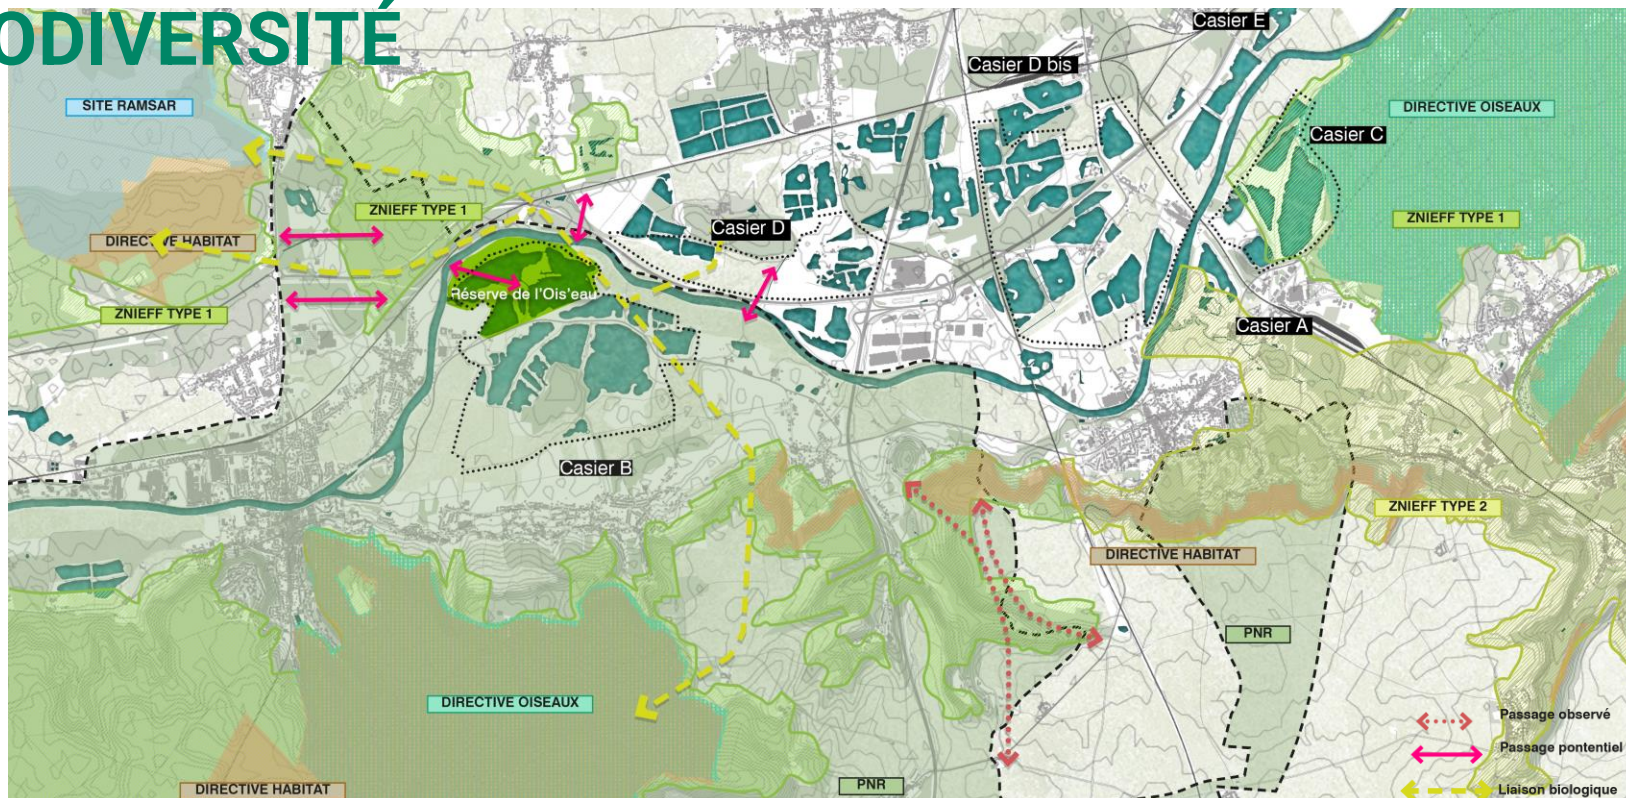 ODIVERSITÉ
Casier E
Casier D bis
SITE RAMSAR
DIRECTIVE OISEAUX
Casier C
ZNIEFF TYPE 1
ZNIEFF TYPE 1
Casier D
DIRECTIVE HABITAT
Réserve de l'Ois'eau
ZNIEFF TYPE 1
Casier A
Casier B
ZNIEFF TYPE 2
DIRECTIVE HABITAT
PNR
DIRECTIVE OISEAUX
Passage observé
Passage pontentiel
PNR
DIRECTIVE HABITAT
Liaison biologique